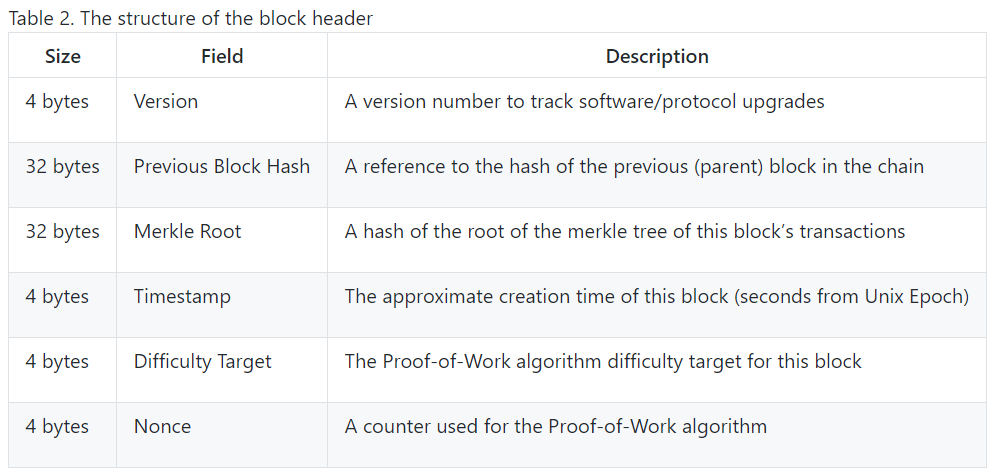 Table 2. The structure of the block header
Size Field Description
4 bytes Version A version number to track software/protocol upgrades
32 bytes Previous Block Hash A reference to the hash of the previous (parent) block in the chain
32 bytes Merkle Root A hash of the root of the merkle tree of this block’s transactions
4 bytes Timestamp The approximate creation time of this block (seconds from Unix Epoch)
4 bytes Difficulty Target The Proof-of-Work algorithm difficulty target for this block
4 bytes Nonce A counter used for the Proof-of-Work algorithm